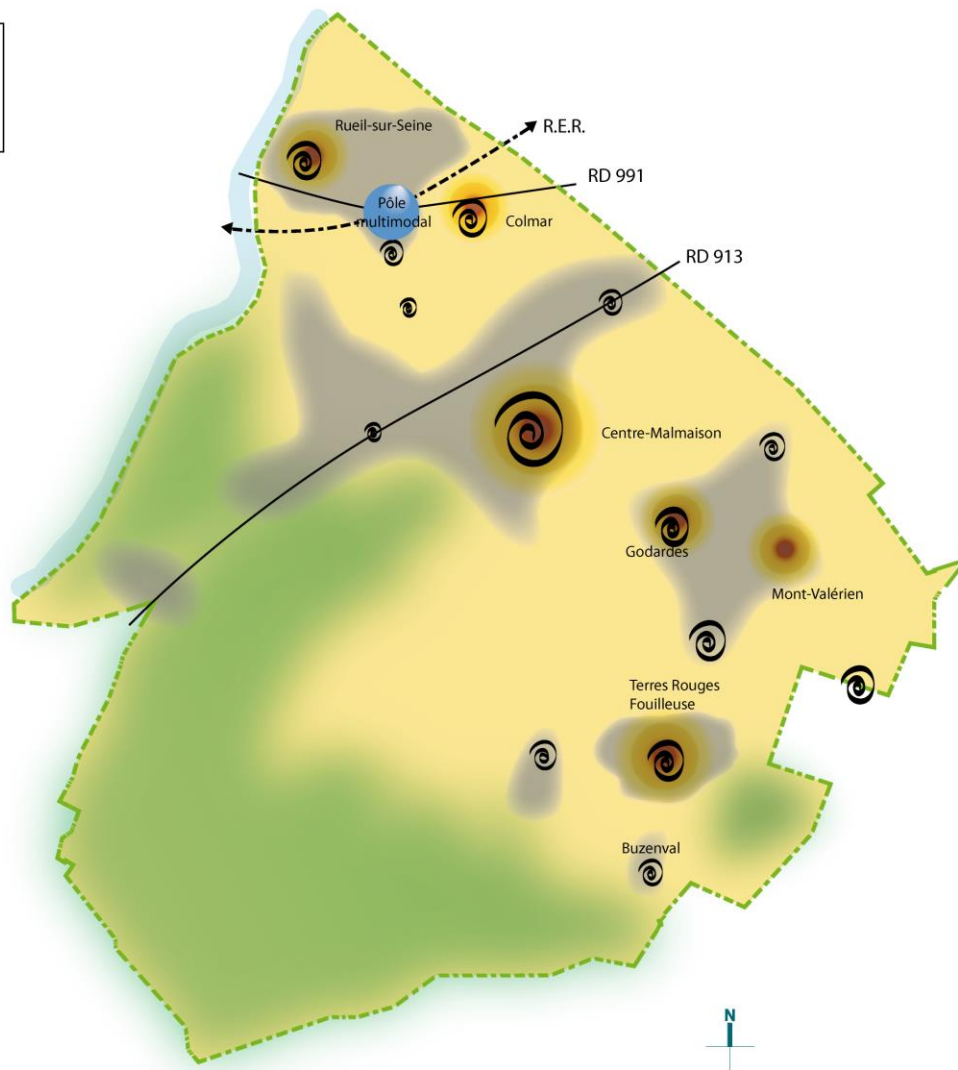 Rueil-sur-Seine
R.E.R.
RD 991
Pôle
multimodal
Colmar
RD 913
Centre-Malmaison
Godardes
Mont-Valérien
Terres Rouges
Fouilleuse
Buzenval
N